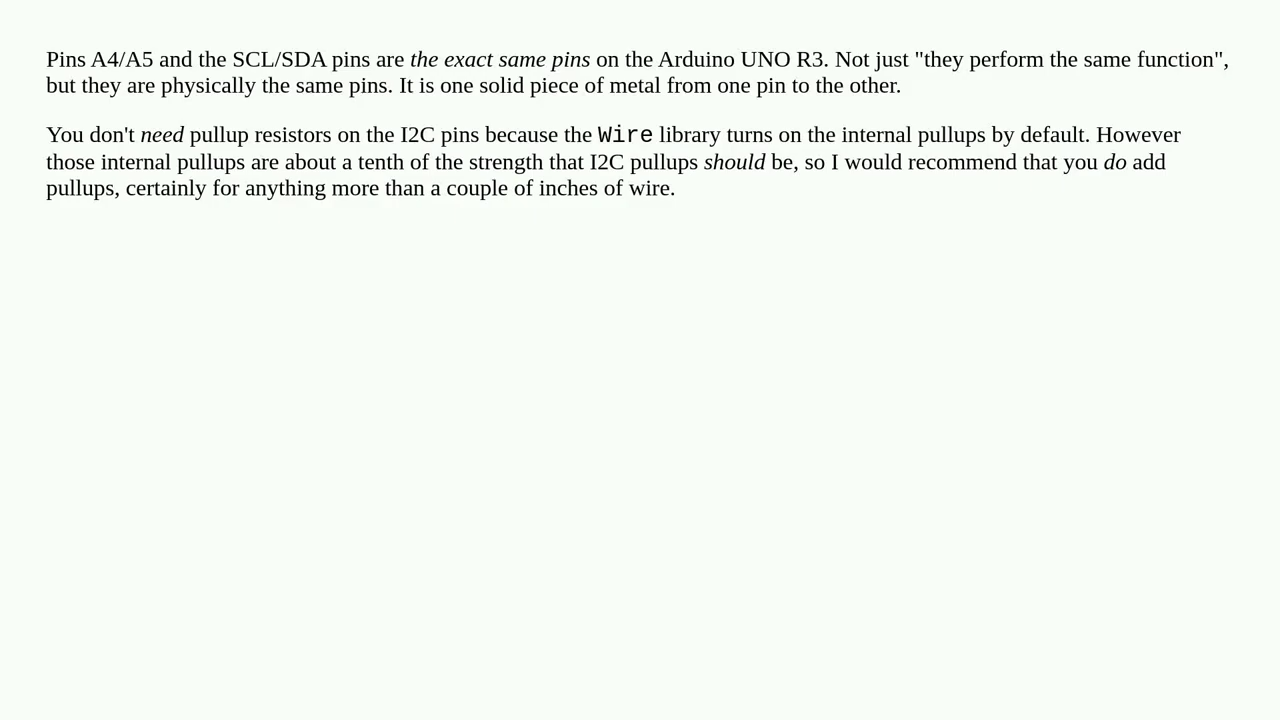 Pins A4/A5 and the SCL/SDA pins are the exact same pins on the Arduino UNO R3. Not just "they perform the same function",
but they are physically the same pins. It is one solid piece of metal from one pin to the other.
You don't need pullup resistors on the I2C pins because the Wire library turns on the internal pullups by default. However
those internal pullups are about a tenth of the strength that I2C pullups should be, so I would recommend that you do add
pullups, certainly for anything more than a couple of inches of wire.